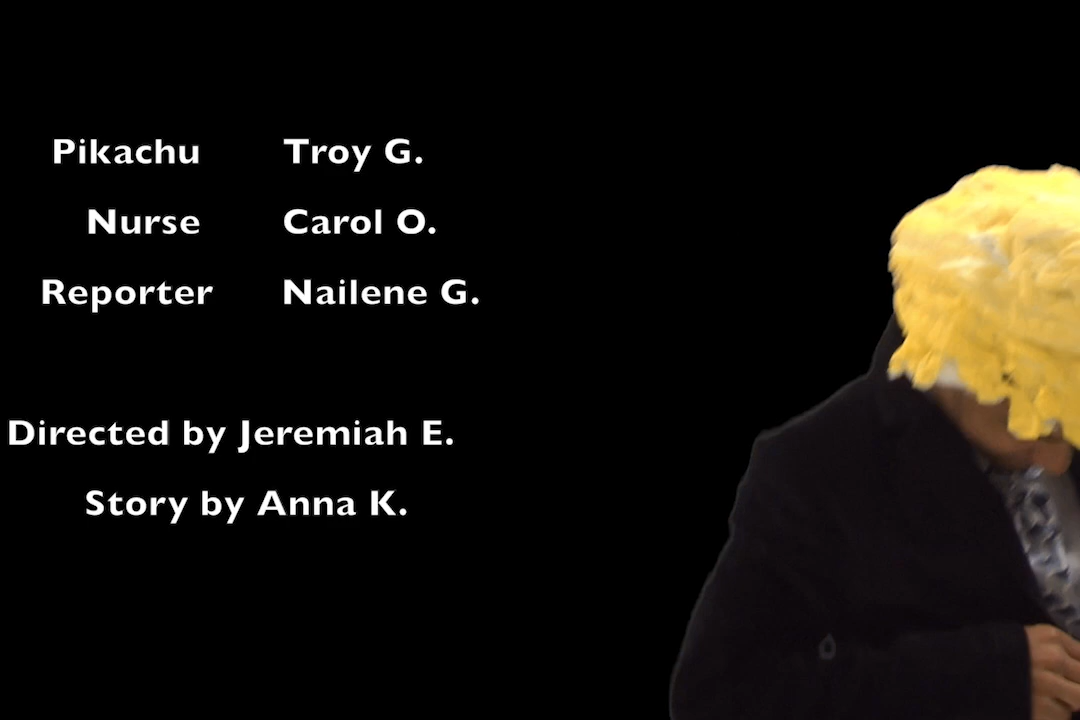 Pikachu Troy G.
Nurse Carol O.
Reporter Nailene G.
Directed by Jeremiah E.
Story by Anna K.